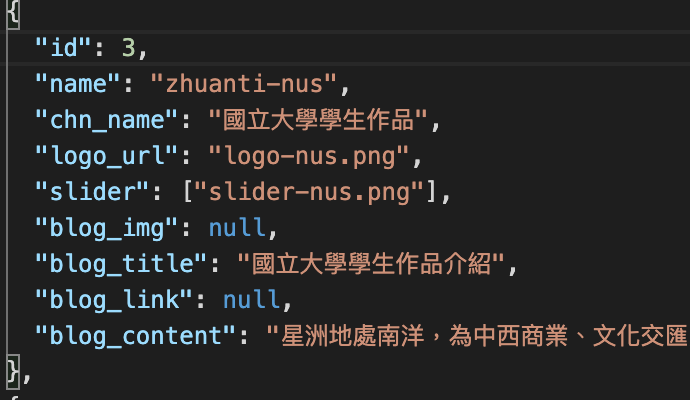 {
"id": 3,
"name": "zhuanti-nus",
"chn_name": "國立大學學生作品",
"logo_url": "logo-nus.png",
"slider": ["slider-nus.png"],
"blog_img": null,
"blog_title": "國立大學學生作品介紹",
"blog_link": null,
"blog_content": "星洲地處南洋，為中西商業、文化交匯
},